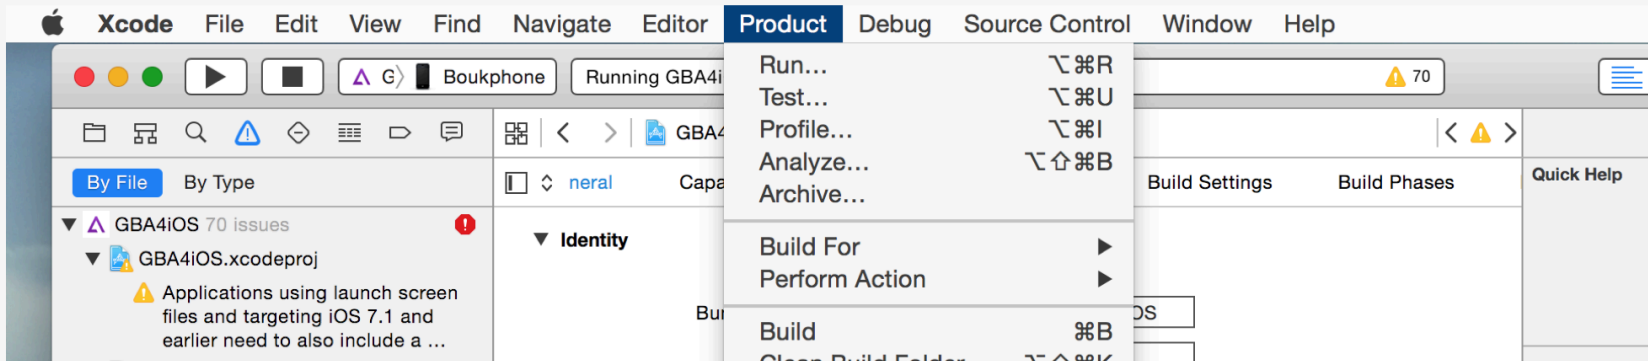 Xcode File Edit View Find Navigate Editor Product Debug Source Control Window Help
G Boukphone
Running GBA4i
70
Run... ⌥⌘R
Test... ⌥⌘U
Profile... ⌥⌘I
Analyze... ⌥⇧⌘B
Archive...
Build For
Perform Action
Build ⌘B
Clean Build Folder ⌥⇧⌘K
GBA4
By File By Type
neral Capa Build Settings Build Phases
Quick Help
GBA4iOS 70 issues
GBA4iOS.xcodeproj
Applications using launch screen
files and targeting iOS 7.1 and
earlier need to also include a ...
Identity
Bu
OS